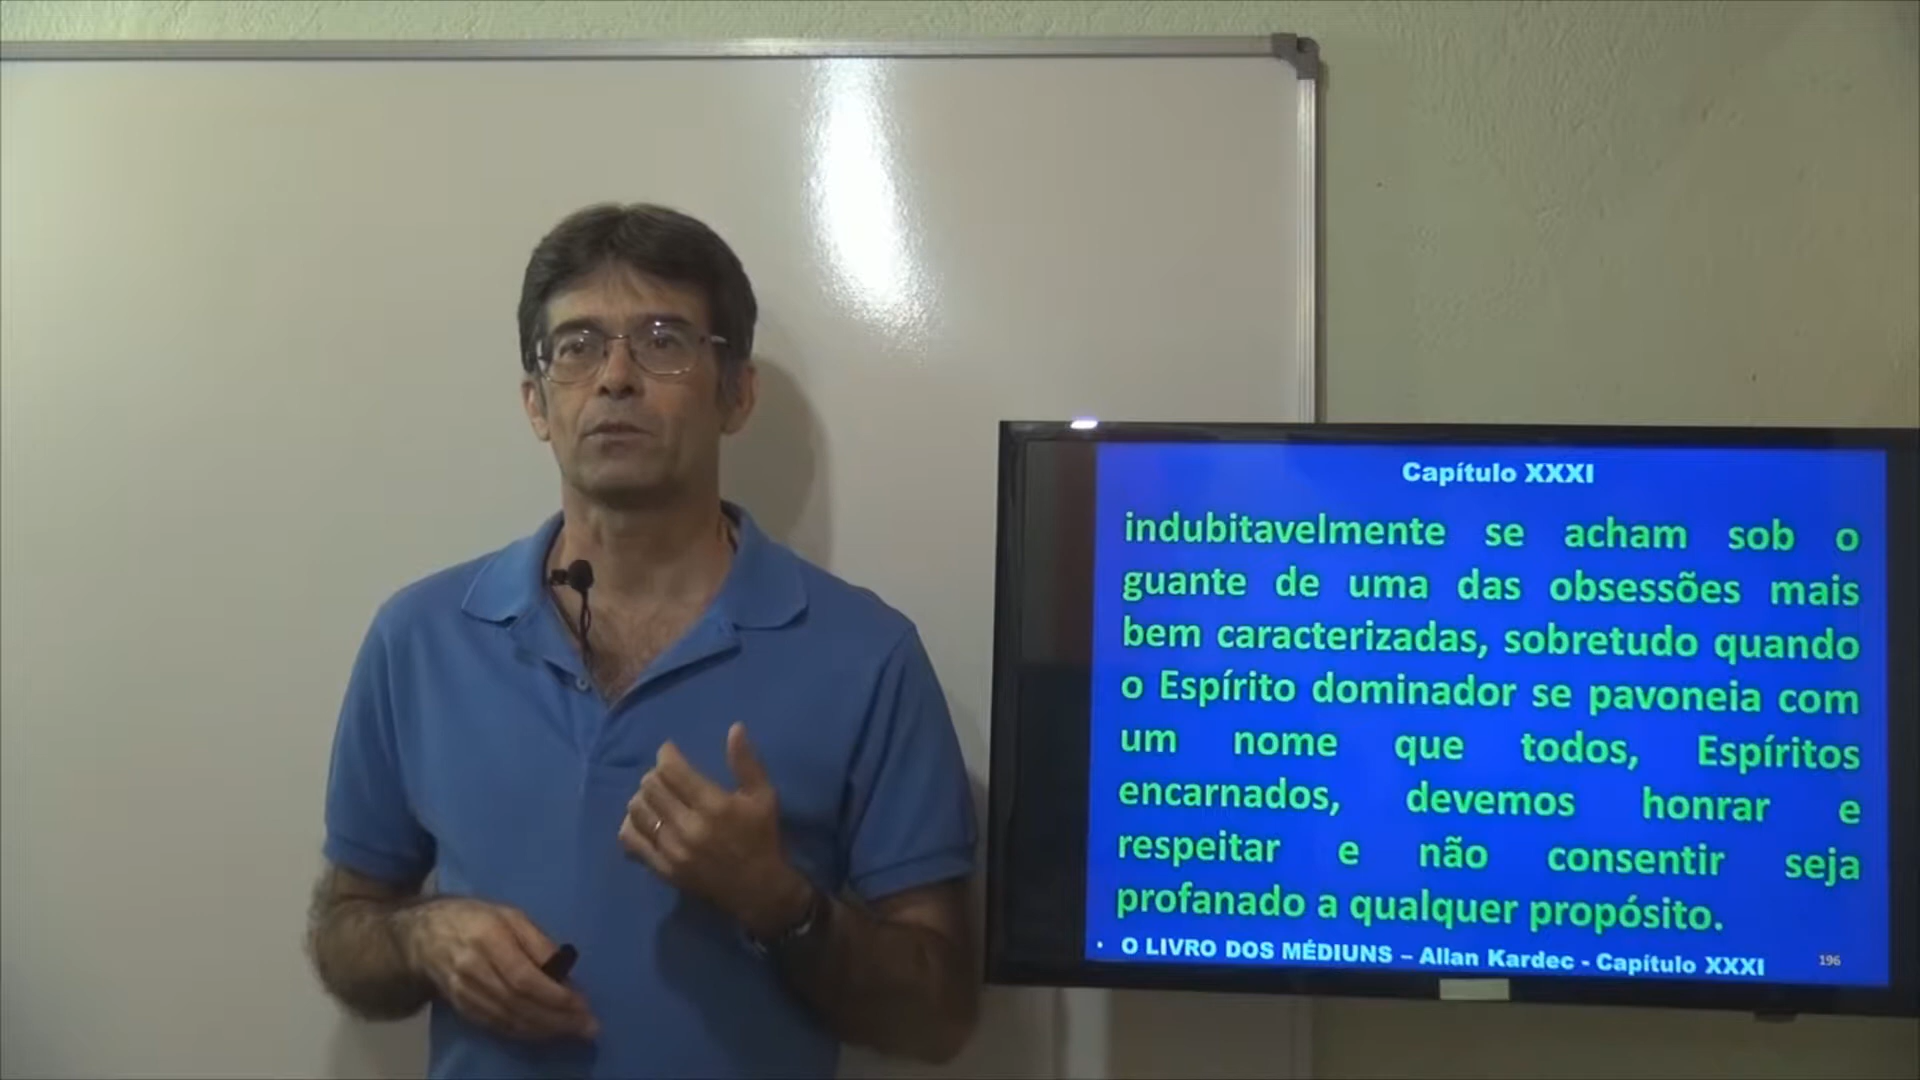 Capítulo XXXI
indubitavelmente se acham sob o
guante de uma das obsessões mais
bem caracterizadas, sobretudo quando
o Espírito dominador se pavoneia com
um nome que todos, Espíritos
encarnados, devemos honrar e
respeitar e não consentir seja
profanado a qualquer propósito.
• O LIVRO DOS MÉDIUNS – Allan Kardec - Capítulo XXXI
196